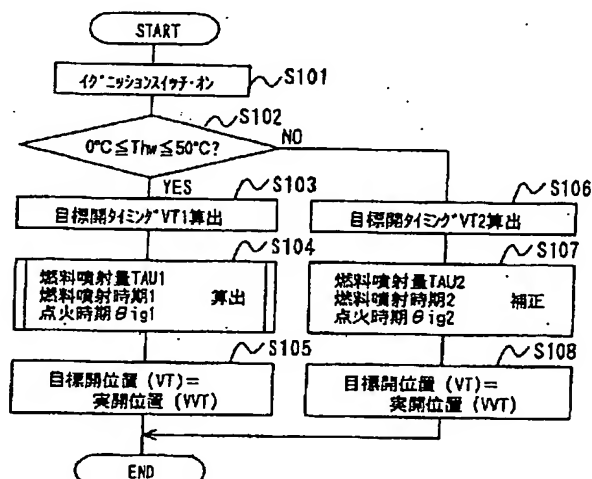 START
イグニッションスイッチ・オン
S101
S102
0℃≦Thw≦50℃?
NO
YES
S103
目標開タイミングVT1算出
S104
燃料噴射量TAU1
燃料噴射時期1 算出
点火時期θig1
S105
目標開位置 (VT)=
実開位置 (VVT)
S106
目標開タイミングVT2算出
S107
燃料噴射量TAU2
燃料噴射時期2 補正
点火時期θig2
S108
目標開位置 (VT)=
実開位置 (VVT)
END